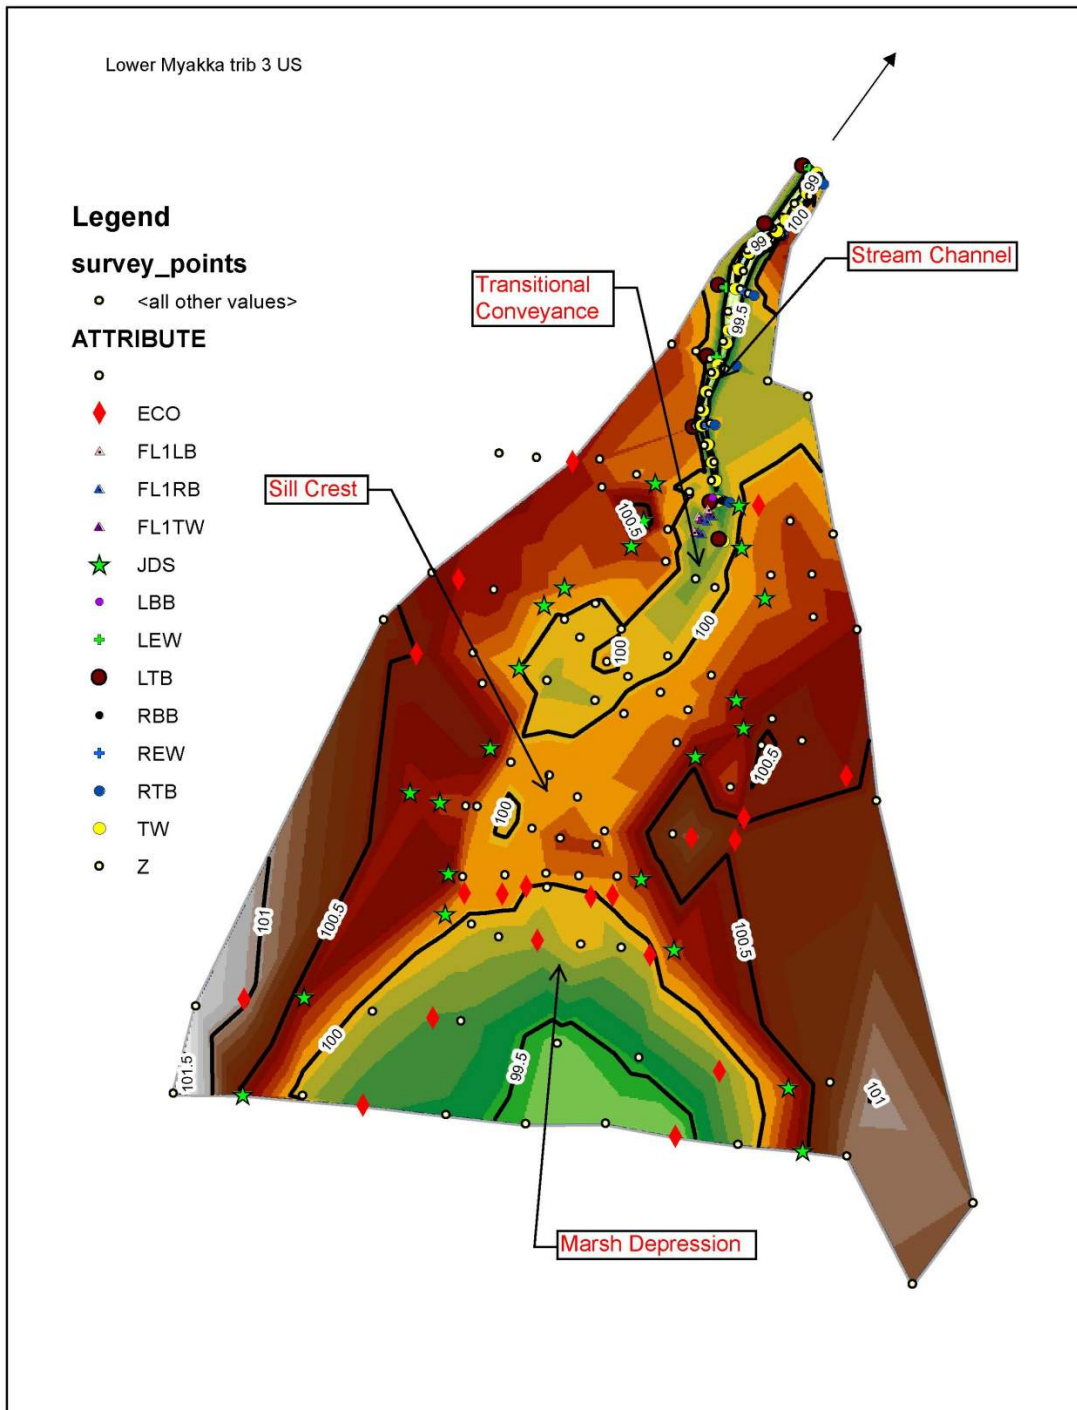 Lower Myakka trib 3 US
Legend
survey_points
<all other values>
ATTRIBUTE
ECO
FL1LB
FL1RB
FL1TW
JDS
LBB
LEW
LTB
RBB
REW
RTB
TW
Z
Stream Channel
Transitional
Conveyance
Sill Crest
Marsh Depression
99
100
99
99.5
100.5
100
100
100.5
100
101
100.5
100.5
100
99.5
101.5
101